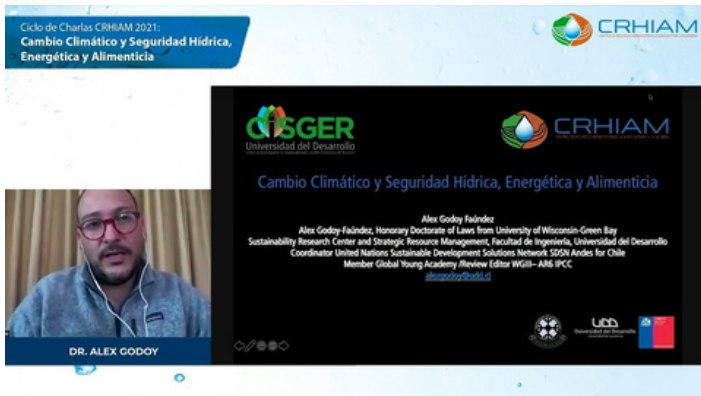 Ciclo de Charlas CRHIAM 2021:
Cambio Climático y Seguridad Hídrica,
Energética y Alimenticia
CRHIAM
CiSGER
Universidad del Desarrollo
CRHIAM
Cambio Climático y Seguridad Hídrica, Energética y Alimenticia
Alex Godoy Faúndez
Alex Godoy-Faúndez, Honorary Doctorate of Laws from University of Wisconsin-Green Bay
Sustainability Research Center and Strategic Resource Management, Facultad de Ingeniería, Universidad del Desarrollo
Coordinator United Nations Sustainable Development Solutions Network SDSN Andes for Chile
Member Global Young Academy /Review Editor WGIII– AR6 IPCC
alexgodoy@udd.cl
UDD
Universidad del Desarrollo
DR. ALEX GODOY